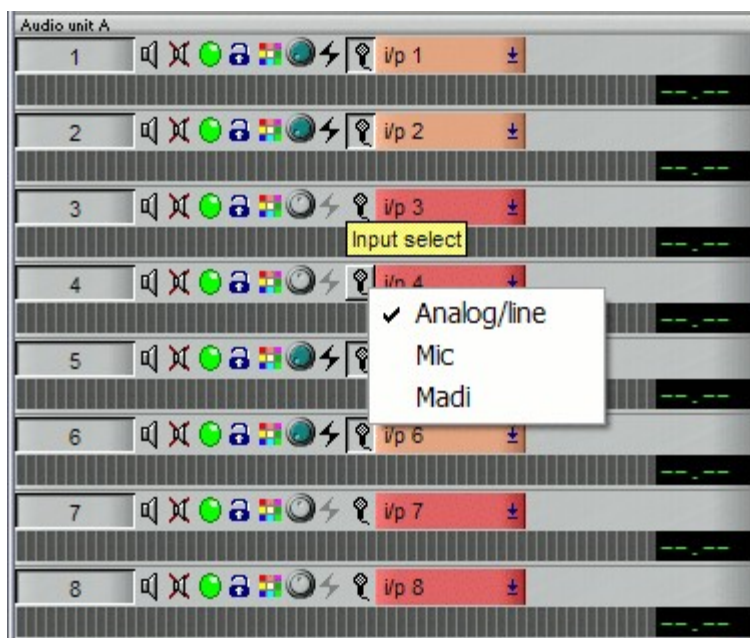 Audio unit A
1 i/p 1
--.--
2 i/p 2
--.--
3 i/p 3
Input select
--.--
4 i/p 4
Analog/line
--.--
Mic
5
Madi
--.--
6 i/p 6
--.--
7 i/p 7
--.--
8 i/p 8
--.--